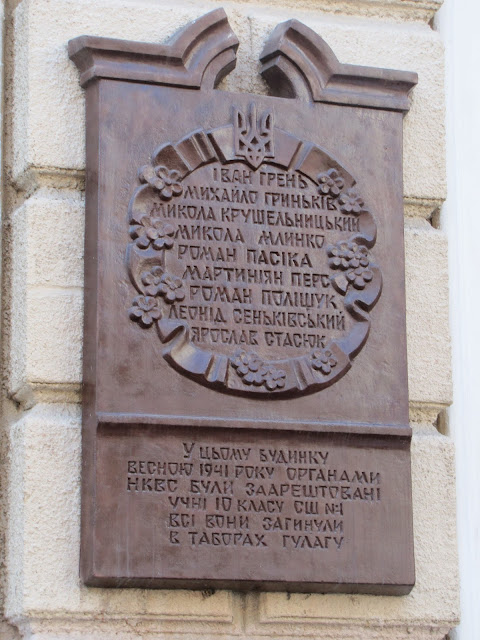 ІВАН ГРЕНЬ
МИХАЙЛО ГРИНЬКІВ
МИКОЛА КРУШЕЛЬНИЦЬКИЙ
МИКОЛА МЛИНКО
РОМАН ПАСІКА
МАРТИНІЯН ПЕРС
РОМАН ПОЛІЩУК
ЛЕОНІД СЕНЬКІВСЬКИЙ
ЯРОСЛАВ СТАСЮК
У ЦЬОМУ БУДИНКУ
ВЕСНОЮ 1941 РОКУ ОРГАНАМИ
НКВС БУЛИ ЗААРЕШТОВАНІ
УЧНІ 10 КЛАСУ СШ №1
ВСІ ВОНИ ЗАГИНУЛИ
В ТАБОРАХ ГУЛАГУ